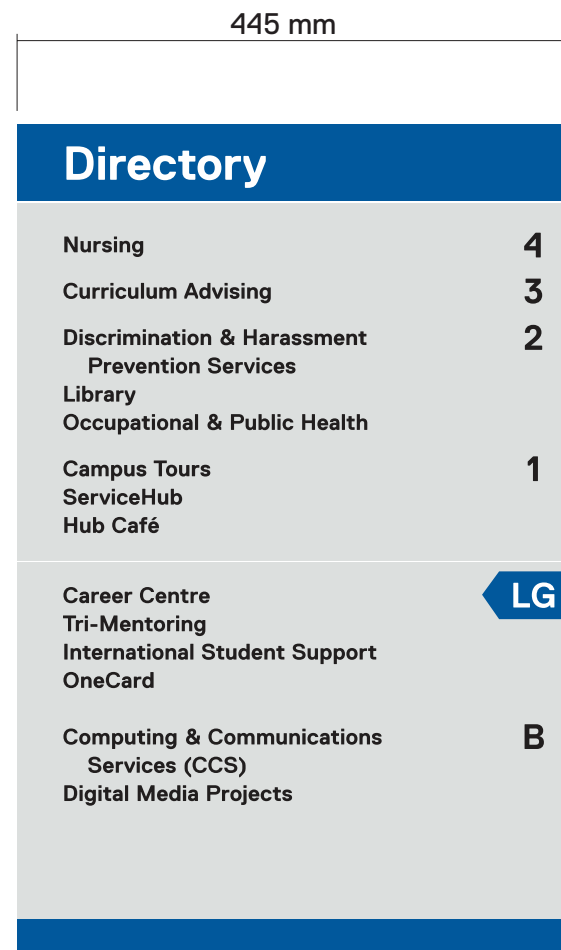 445 mm
Directory
Nursing 4
Curriculum Advising 3
Discrimination & Harassment 2
Prevention Services
Library
Occupational & Public Health
Campus Tours 1
ServiceHub
Hub Café
Career Centre LG
Tri-Mentoring
International Student Support
OneCard
Computing & Communications B
Services (CCS)
Digital Media Projects